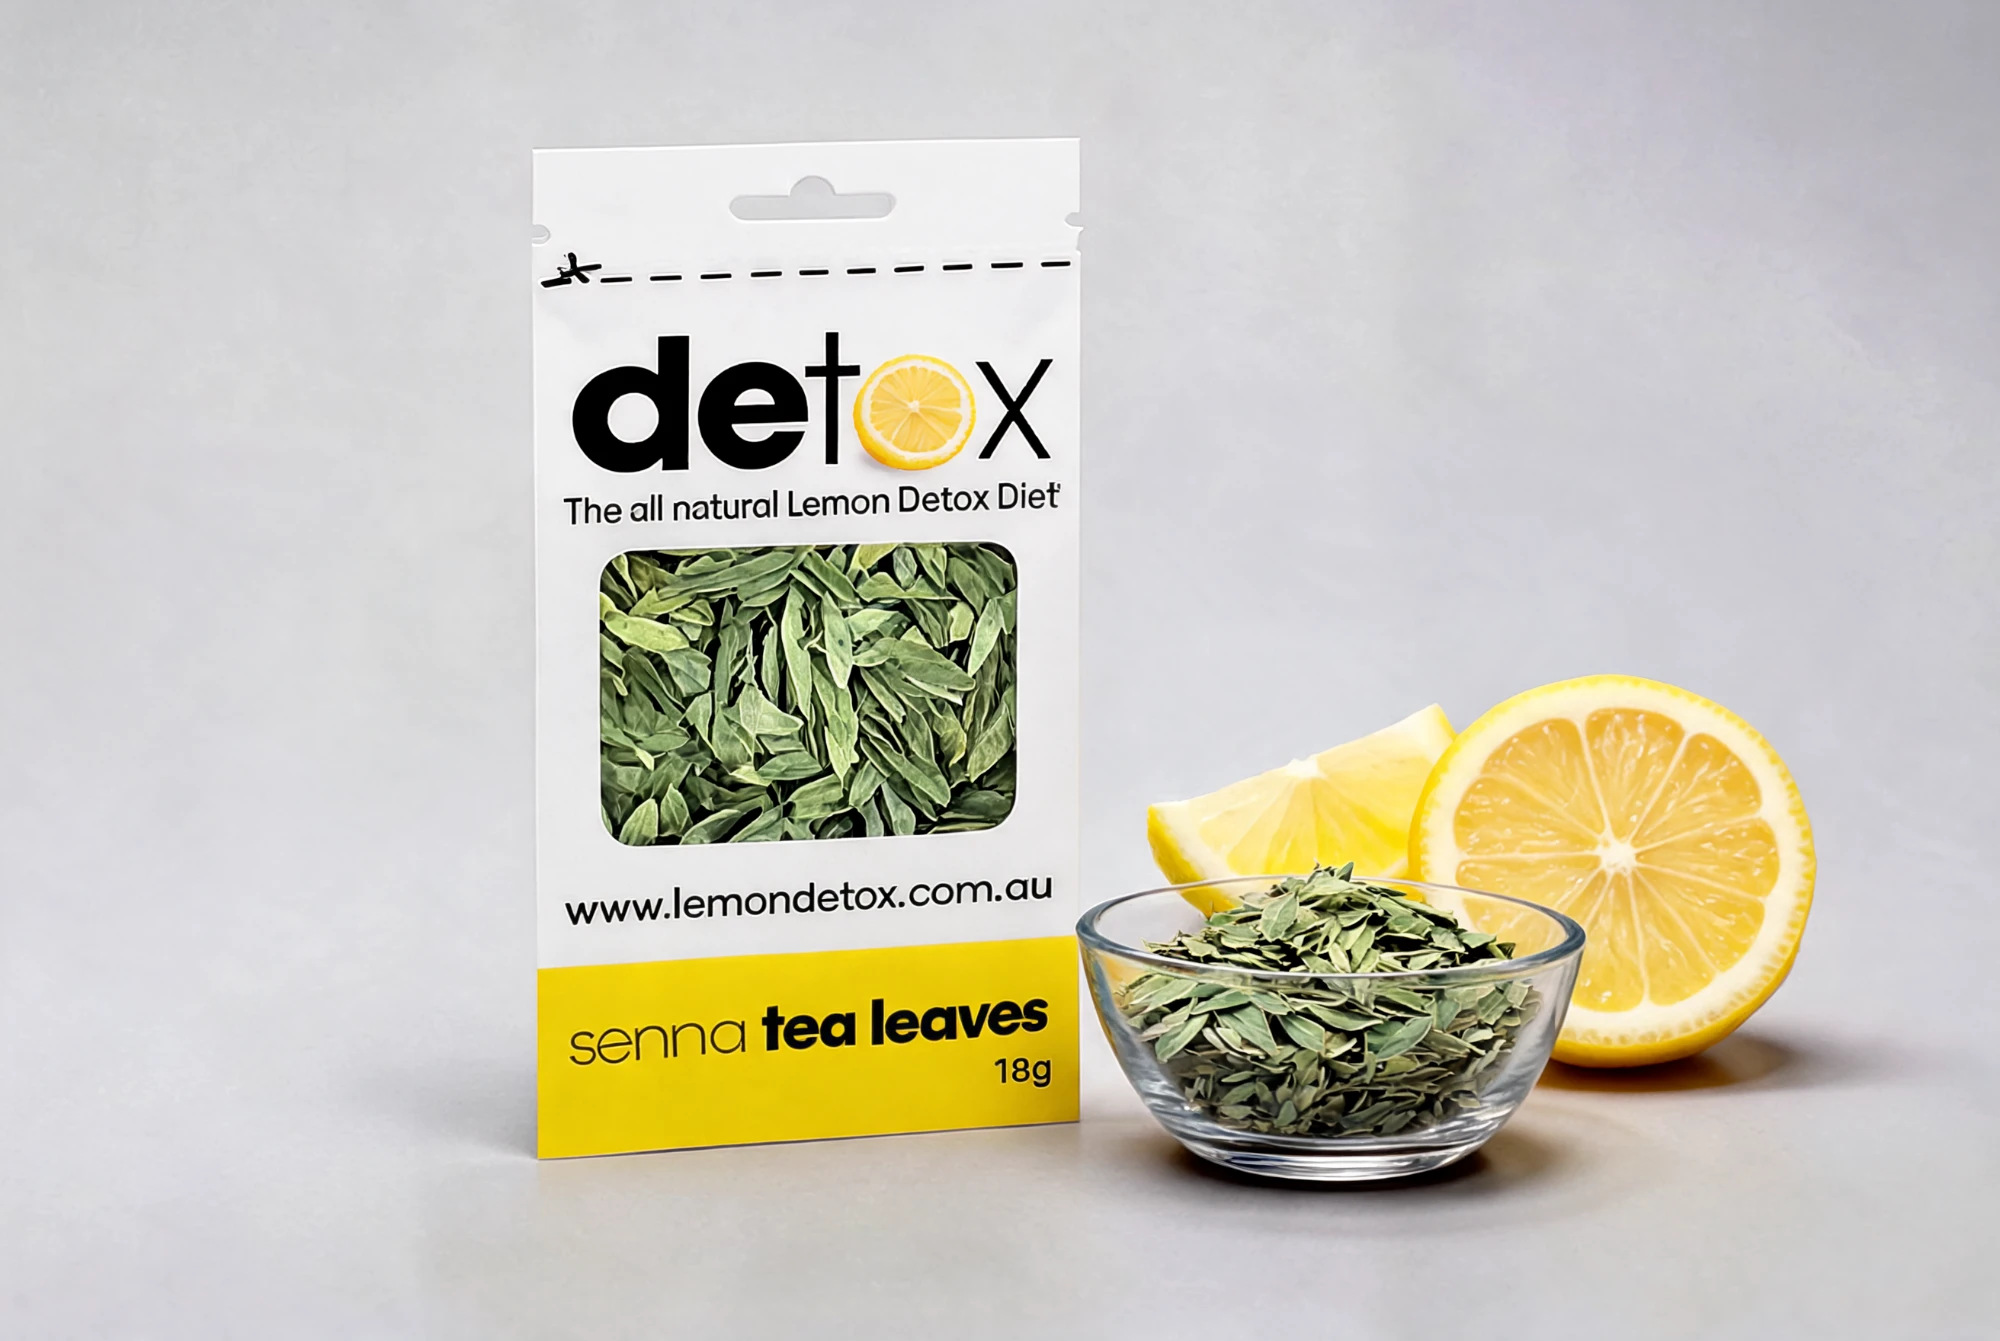 detox
The all natural Lemon Detox Diet
www.lemondetox.com.au
senna tea leaves
18g